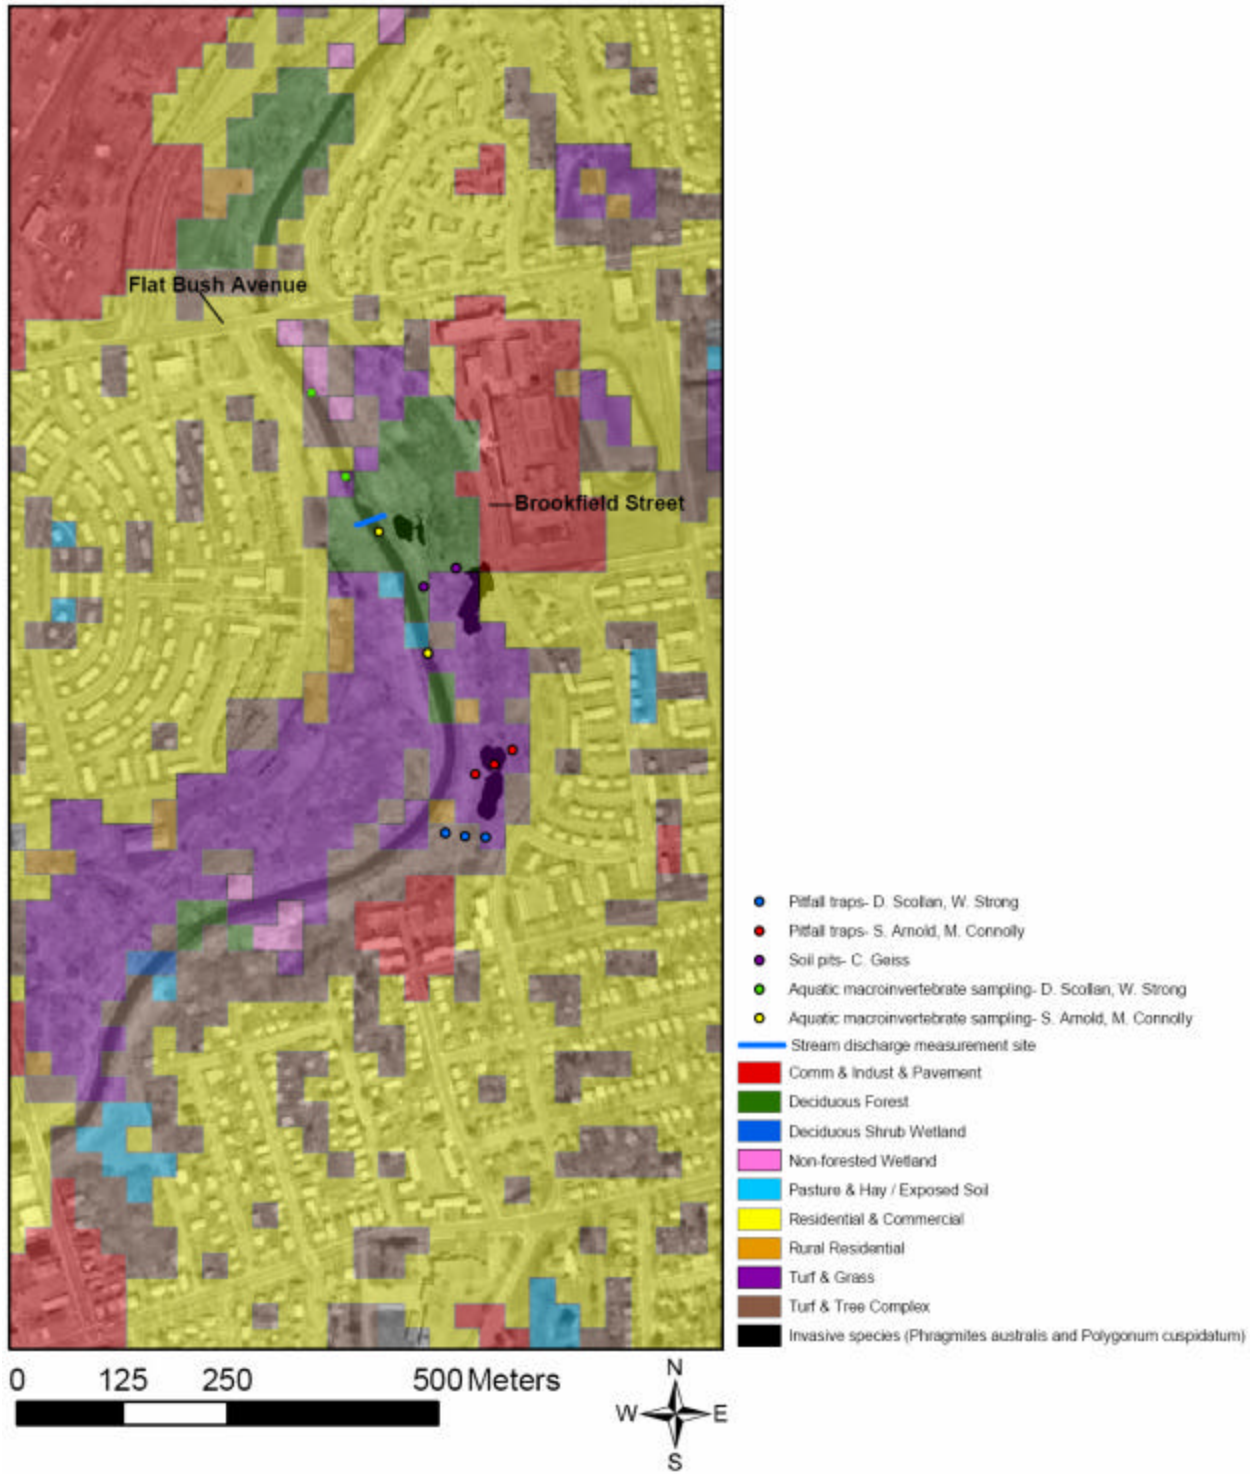 Flat Bush Avenue
Brookfield Street
Pitfall traps- D. Scollan, W. Strong
Pitfall traps- S. Arnold, M. Connolly
Soil pits- C. Geiss
Aquatic macroinvertebrate sampling- D. Scollan, W. Strong
Aquatic macroinvertebrate sampling- S. Arnold, M. Connolly
Stream discharge measurement site
Comm & Indust & Pavement
Deciduous Forest
Deciduous Shrub Wetland
Non-forested Wetland
Pasture & Hay / Exposed Soil
Residential & Commercial
Rural Residential
Turf & Grass
Turf & Tree Complex
Invasive species (Phragmites australis and Polygonum cuspidatum)
0 125 250 500 Meters
N
W E
S